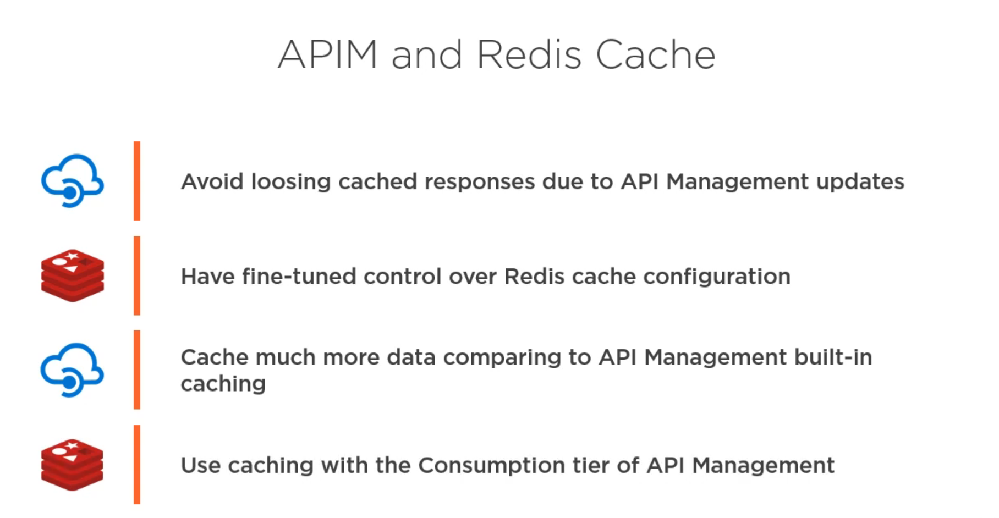 APIM and Redis Cache
Avoid loosing cached responses due to API Management updates
Have fine-tuned control over Redis cache configuration
Cache much more data comparing to API Management built-in
caching
Use caching with the Consumption tier of API Management